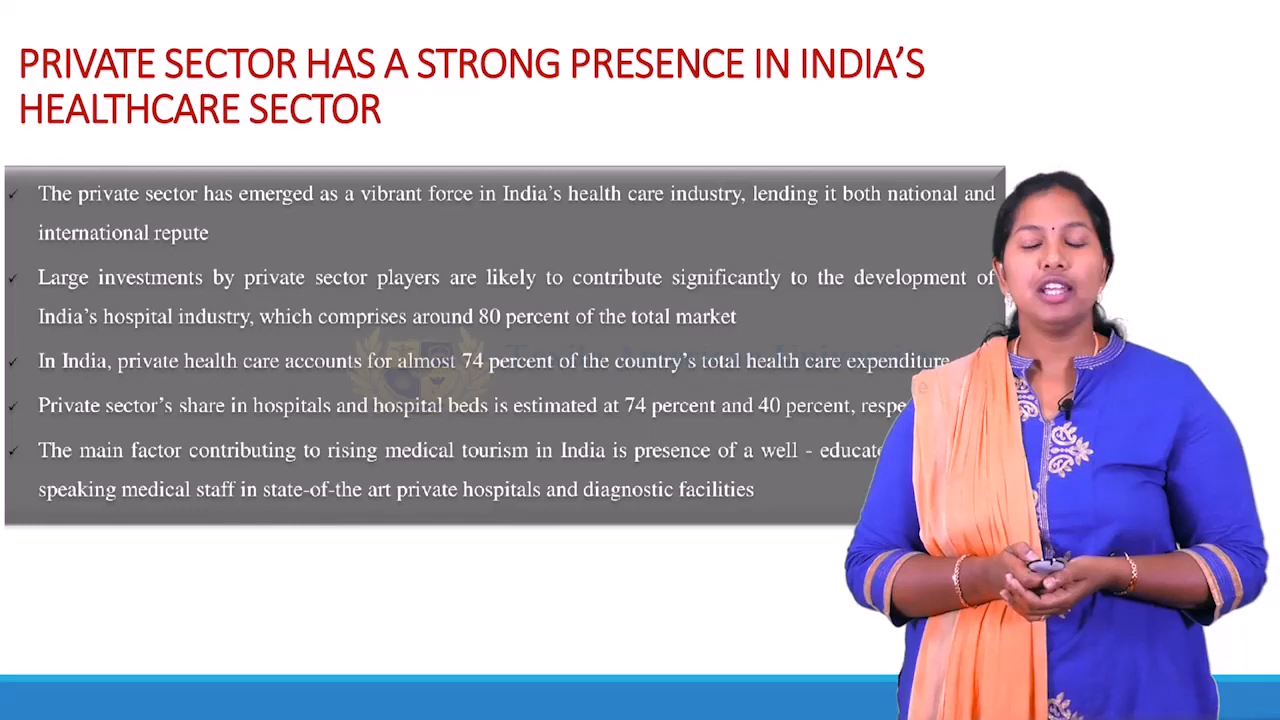 PRIVATE SECTOR HAS A STRONG PRESENCE IN INDIA’S
HEALTHCARE SECTOR
✓ The private sector has emerged as a vibrant force in India’s health care industry, lending it both national and
international repute
✓ Large investments by private sector players are likely to contribute significantly to the development of
India’s hospital industry, which comprises around 80 percent of the total market
✓ In India, private health care accounts for almost 74 percent of the country’s total health care expenditure
✓ Private sector’s share in hospitals and hospital beds is estimated at 74 percent and 40 percent,
✓ The main factor contributing to rising medical tourism in India is presence of a well - 
speaking medical staff in state-of-the art private hospitals and diagnostic facilities